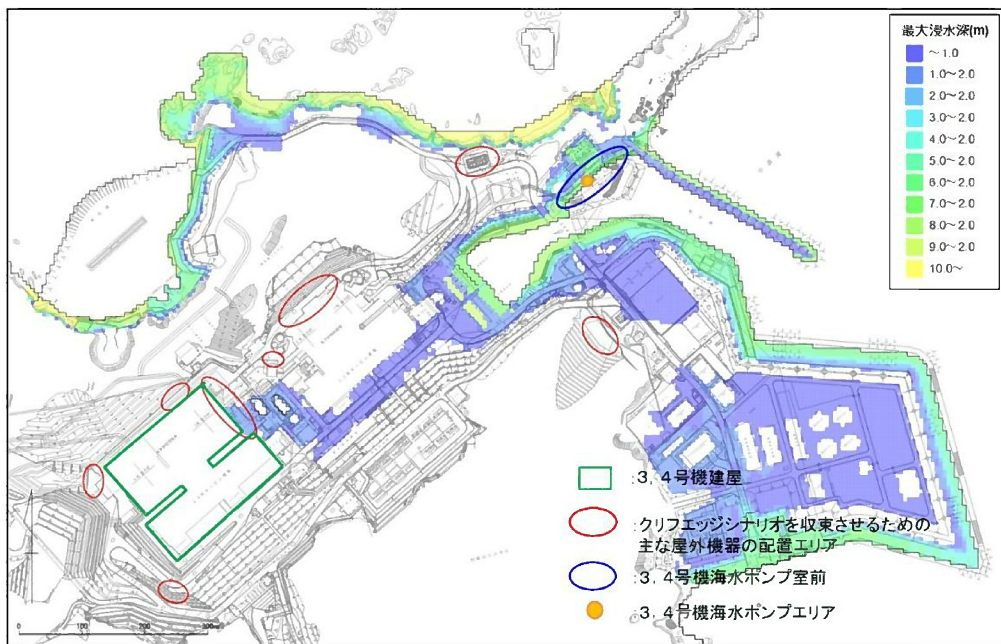 最大浸水深(m)
～1.0
1.0～2.0
2.0～2.0
3.0～2.0
4.0～2.0
5.0～2.0
6.0～2.0
7.0～2.0
8.0～2.0
9.0～2.0
10.0～
:3，4号機建屋
:クリフエッジシナリオを収束させるための
主な屋外機器の配置エリア
:3，4号機海水ポンプ室前
:3，4号機海水ポンプエリア
0 100 200 300m